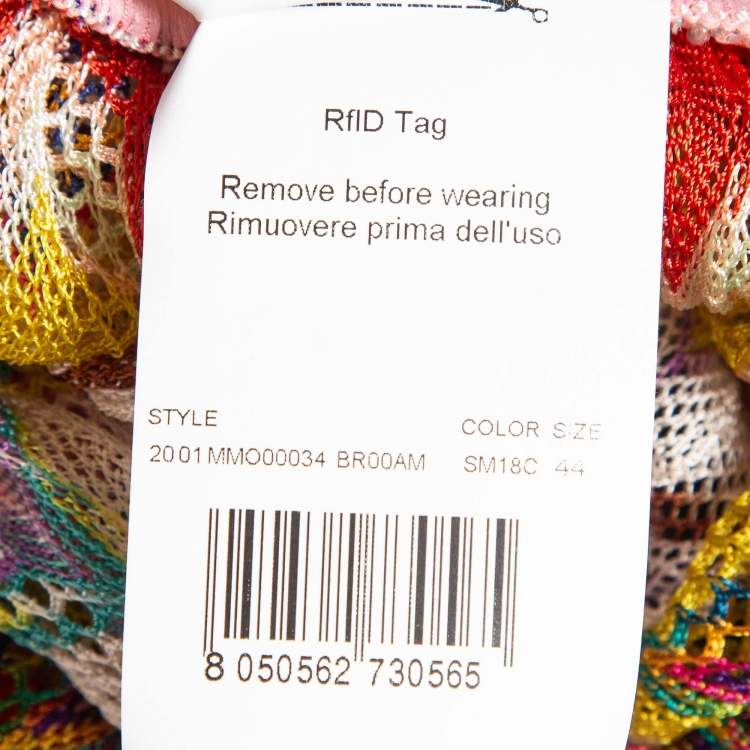 RfID Tag
Remove before wearing
Rimuovere prima dell'uso
STYLE COLOR SIZE
2001MMO00034 BR00AM SM18C 44
8 050562 730565